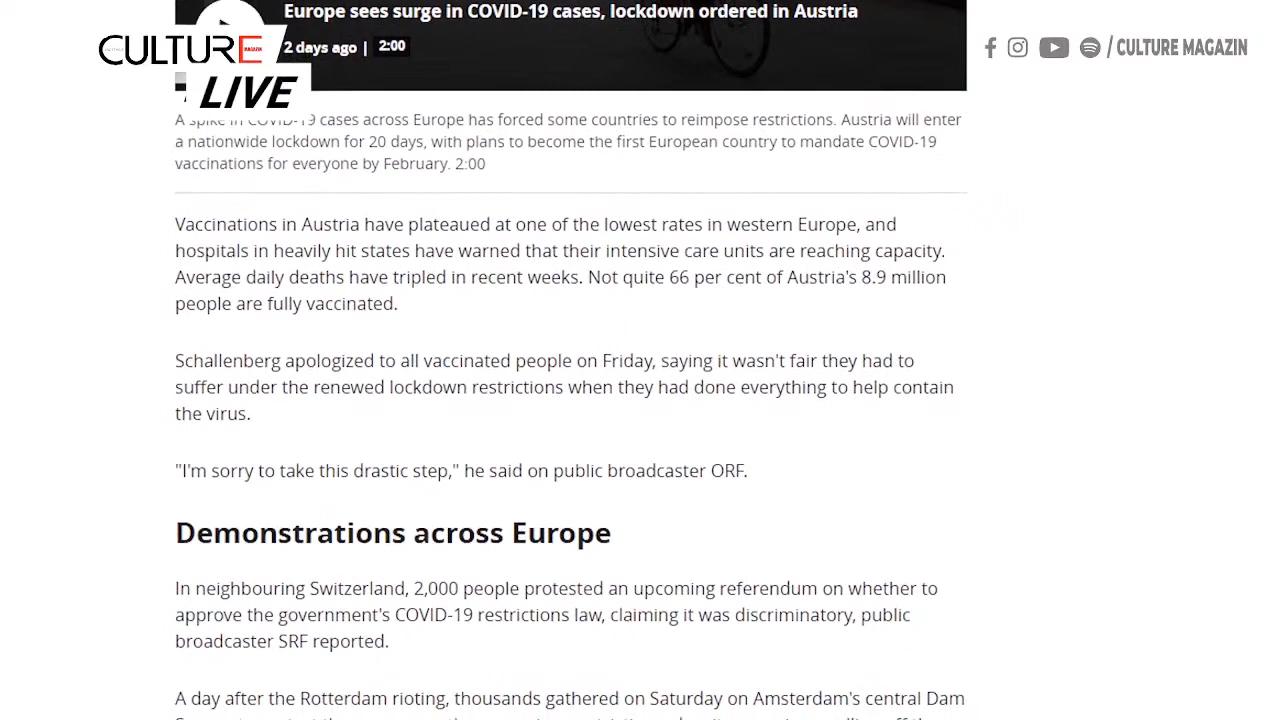 Europe sees surge in COVID-19 cases, lockdown ordered in Austria
2 days ago | 2:00
CULTURE
MAGAZIN
LIVE
/ CULTURE MAGAZIN
A spike in COVID-19 cases across Europe has forced some countries to reimpose restrictions. Austria will enter
a nationwide lockdown for 20 days, with plans to become the first European country to mandate COVID-19
vaccinations for everyone by February. 2:00
Vaccinations in Austria have plateaued at one of the lowest rates in western Europe, and
hospitals in heavily hit states have warned that their intensive care units are reaching capacity.
Average daily deaths have tripled in recent weeks. Not quite 66 per cent of Austria's 8.9 million
people are fully vaccinated.
Schallenberg apologized to all vaccinated people on Friday, saying it wasn't fair they had to
suffer under the renewed lockdown restrictions when they had done everything to help contain
the virus.
"I'm sorry to take this drastic step," he said on public broadcaster ORF.
Demonstrations across Europe
In neighbouring Switzerland, 2,000 people protested an upcoming referendum on whether to
approve the government's COVID-19 restrictions law, claiming it was discriminatory, public
broadcaster SRF reported.
A day after the Rotterdam rioting, thousands gathered on Saturday on Amsterdam's central Dam